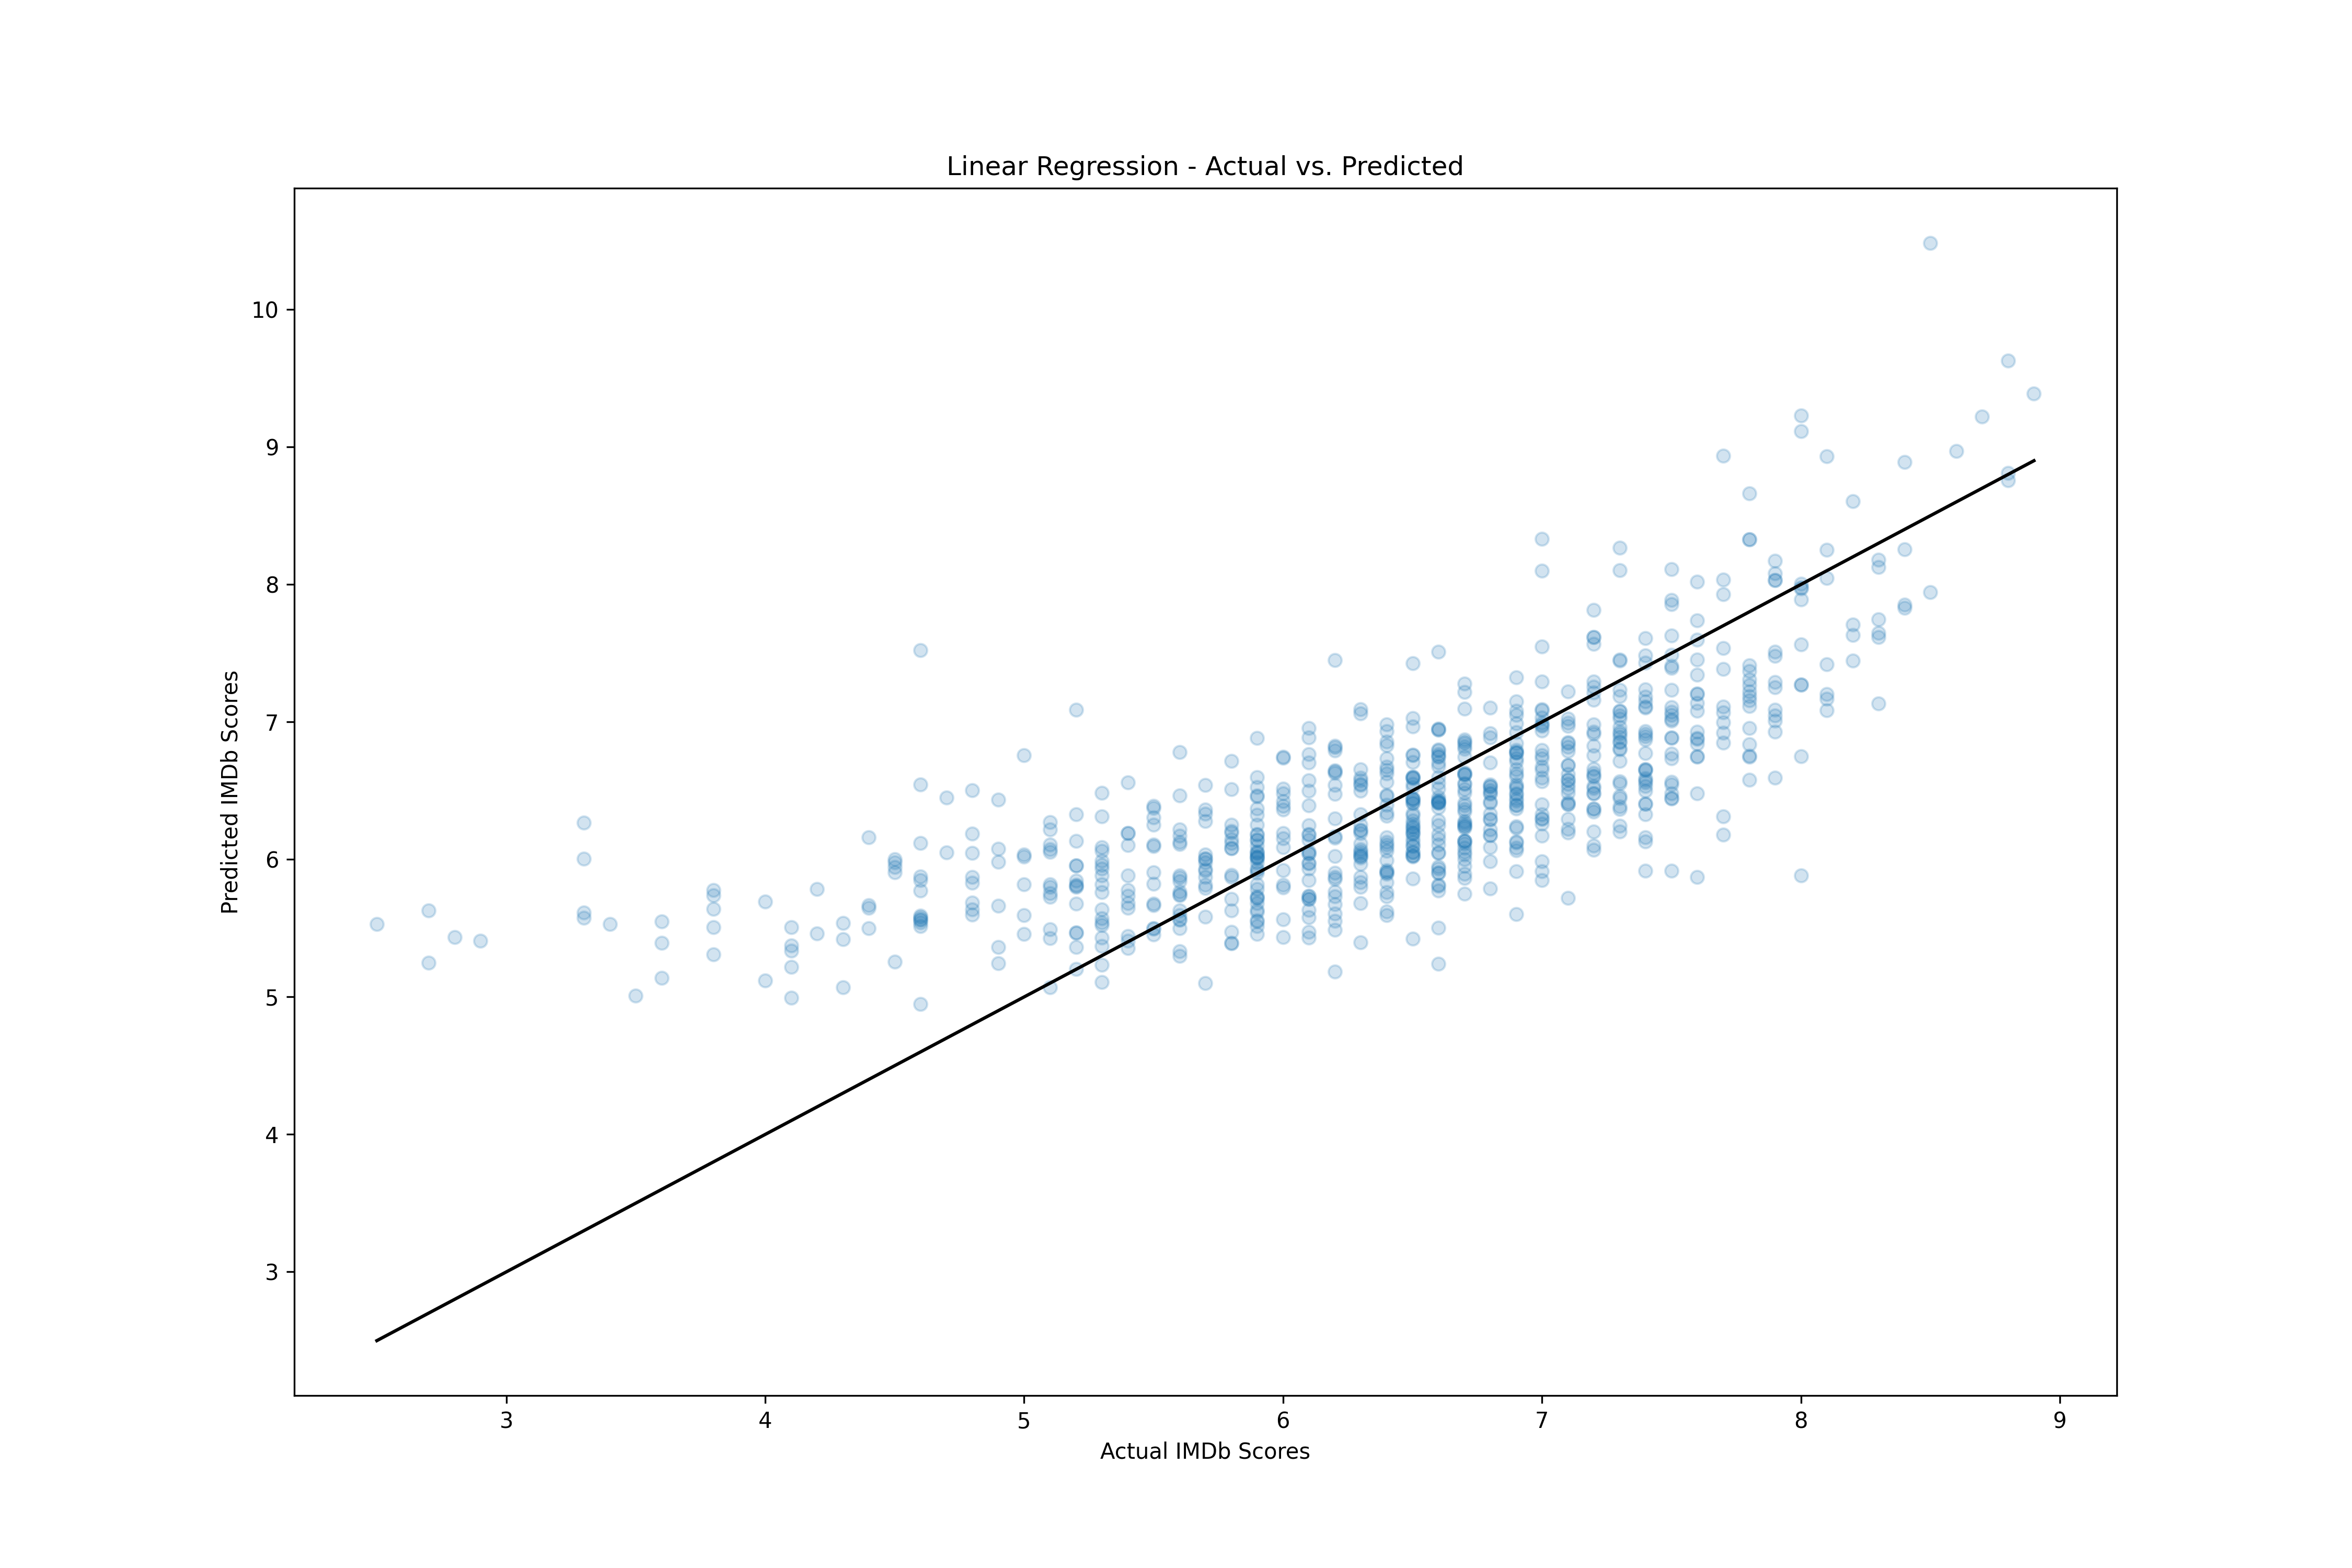 Linear Regression - Actual vs. Predicted
10
9
8
7
6
5
4
3
Predicted IMDb Scores
3 4 5 6 7 8 9
Actual IMDb Scores